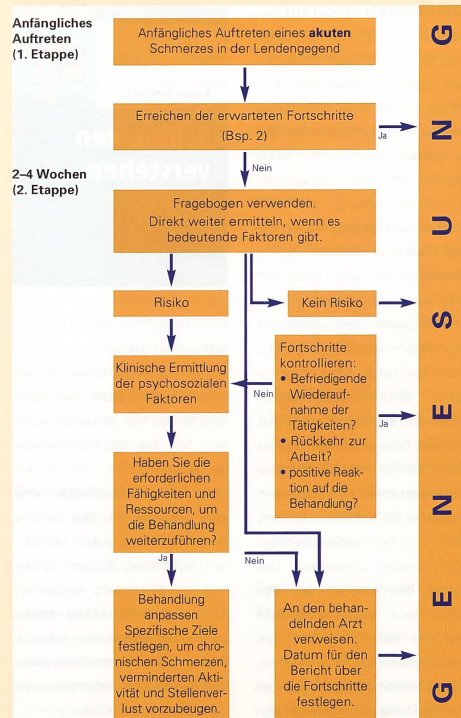 Anfängliches
Auftreten
(1. Etappe)
Anfängliches Auftreten eines akuten
Schmerzes in der Lendengegend
Erreichen der erwarteten Fortschritte
(Bsp. 2)
Ja
Nein
2–4 Wochen
(2. Etappe)
Fragebogen verwenden.
Direkt weiter ermitteln, wenn es
bedeutende Faktoren gibt.
Risiko
Kein Risiko
Klinische Ermittlung
der psychosozialen
Faktoren
Nein
Fortschritte
kontrollieren:
• Befriedigende
Wiederauf-
nahme der
Tätigkeiten?
• Rückkehr zur
Arbeit?
• positive Reak-
tion auf die
Behandlung?
Ja
Haben Sie die
erforderlichen
Fähigkeiten und
Ressourcen, um
die Behandlung
weiterzuführen?
Ja
Nein
Behandlung
anpassen
Spezifische Ziele
festlegen, um chro-
nischen Schmerzen,
vermindertem Akti-
vität und Stellenver-
lust vorzubeugen.
An den behan-
delnden Arzt
verweisen.
Datum für den
Bericht über
die Fortschritte
festlegen.
GENESUNG